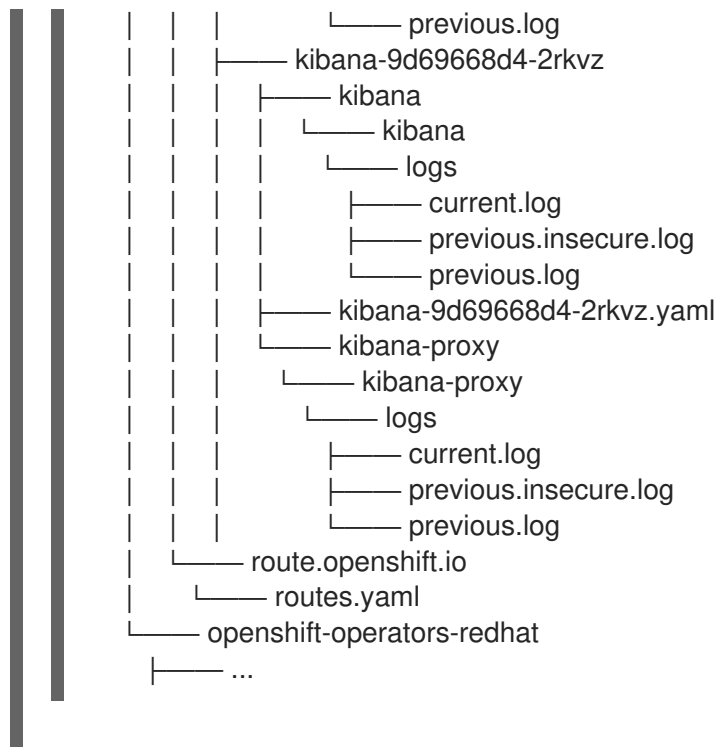 │ │ │ └── previous.log
│ │ ├── kibana-9d69668d4-2rkvz
│ │ │ ├── kibana
│ │ │ │ └── kibana
│ │ │ │ └── logs
│ │ │ │ ├── current.log
│ │ │ │ ├── previous.insecure.log
│ │ │ │ └── previous.log
│ │ │ ├── kibana-9d69668d4-2rkvz.yaml
│ │ │ └── kibana-proxy
│ │ │ └── kibana-proxy
│ │ │ └── logs
│ │ │ ├── current.log
│ │ │ ├── previous.insecure.log
│ │ │ └── previous.log
│ └── route.openshift.io
│ └── routes.yaml
└── openshift-operators-redhat
├── ...